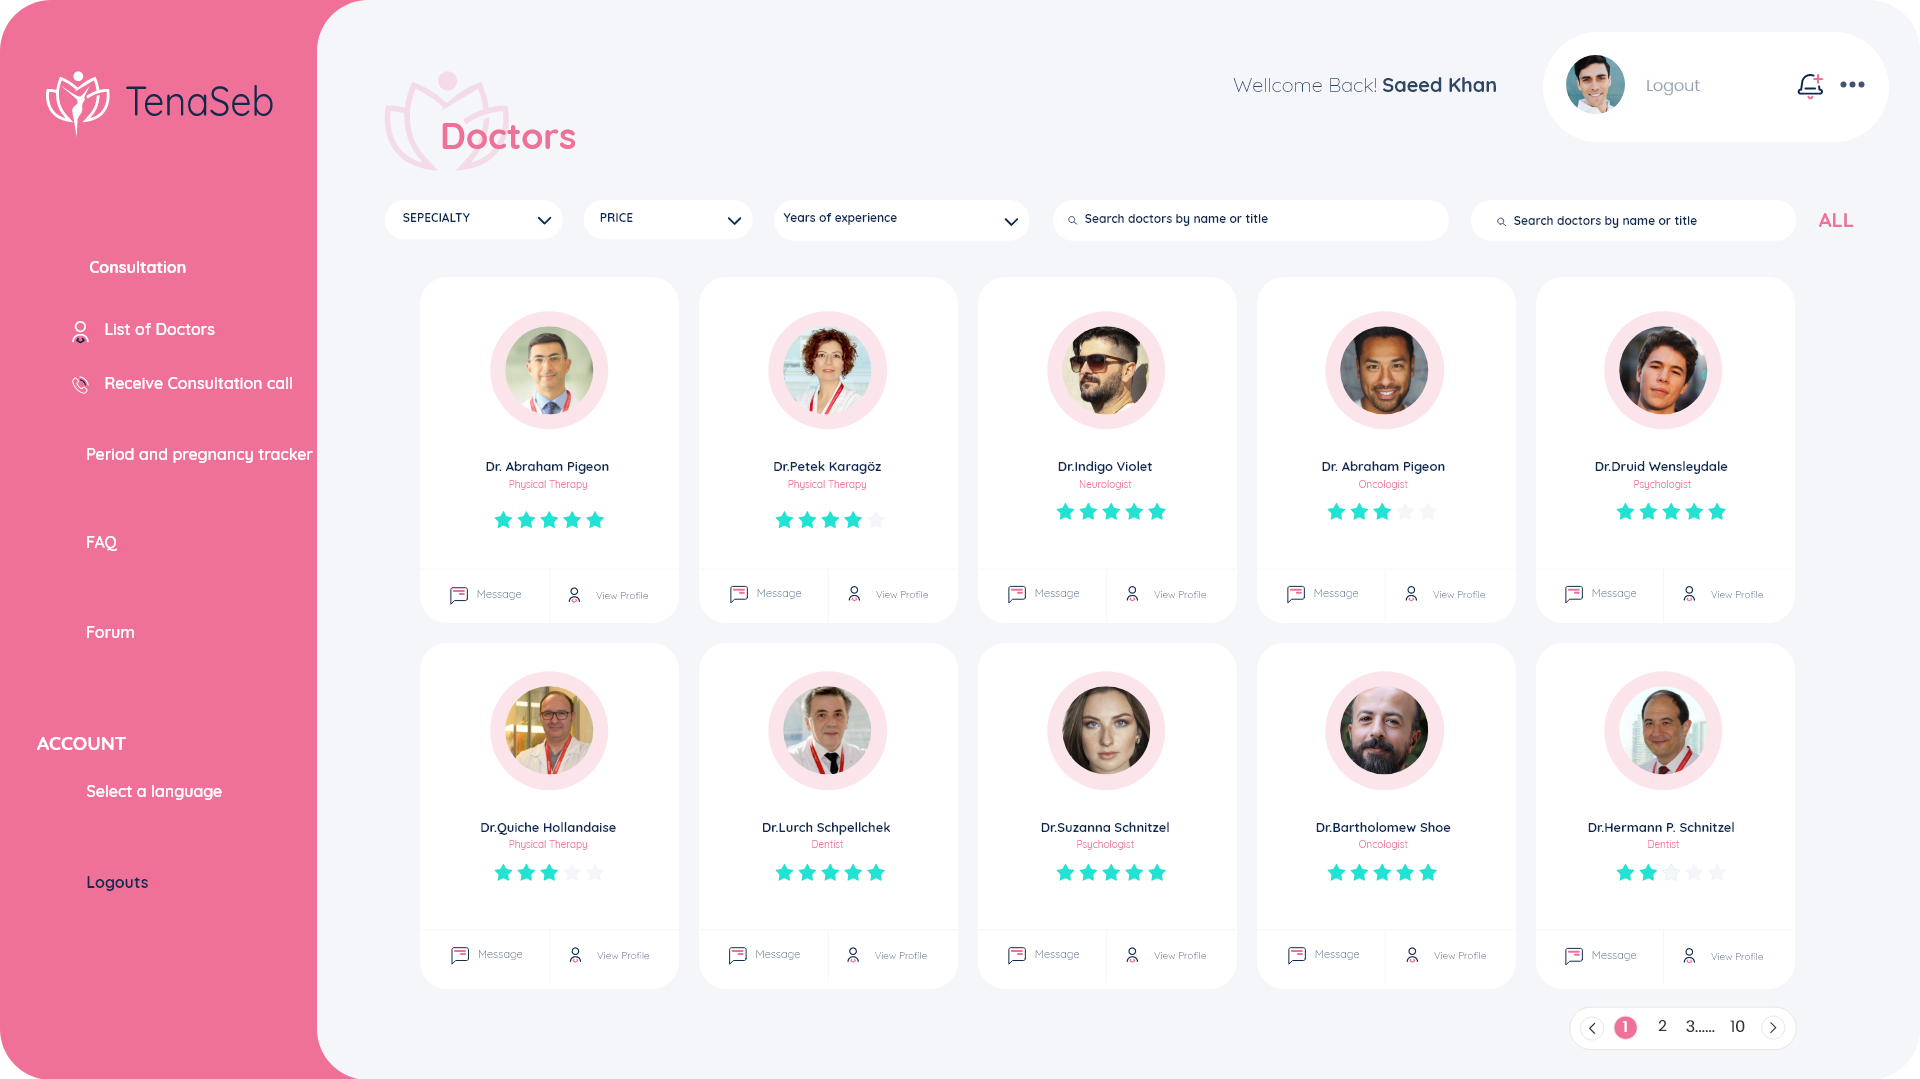 TenaSeb
Consultation
List of Doctors
Receive Consultation call
Period and pregnancy tracker
FAQ
Forum
ACCOUNT
Select a language
Logouts
Wellcome Back! Saeed Khan
Logout
Doctors
SEPECIALTY
PRICE
Years of experience
Search doctors by name or title
Search doctors by name or title
ALL
Dr. Abraham Pigeon
Physical Therapy
Message
View Profile
Dr.Petek Karagöz
Physical Therapy
Message
View Profile
Dr.Indigo Violet
Neurologist
Message
View Profile
Dr. Abraham Pigeon
Oncologist
Message
View Profile
Dr.Druid Wensleydale
Psychologist
Message
View Profile
Dr.Quiche Hollandaise
Physical Therapy
Message
View Profile
Dr.Lurch Schpellchek
Dentist
Message
View Profile
Dr.Suzanna Schnitzel
Psychologist
Message
View Profile
Dr.Bartholomew Shoe
Oncologist
Message
View Profile
Dr.Hermann P. Schnitzel
Dentist
Message
View Profile
1 2 3...... 10